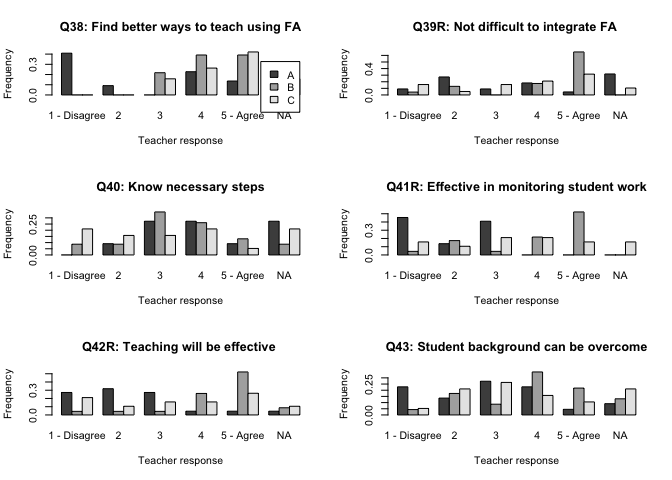 Q38: Find better ways to teach using FA
Frequency
0.0 0.3
1 - Disagree 2 3 4 5 - Agree NA
Teacher response
A
B
C
Q39R: Not difficult to integrate FA
Frequency
0.0 0.4
1 - Disagree 2 3 4 5 - Agree NA
Teacher response
Q40: Know necessary steps
Frequency
0.00 0.25
1 - Disagree 2 3 4 5 - Agree NA
Teacher response
Q41R: Effective in monitoring student work
Frequency
0.0 0.3
1 - Disagree 2 3 4 5 - Agree NA
Teacher response
Q42R: Teaching will be effective
Frequency
0.0 0.3
1 - Disagree 2 3 4 5 - Agree NA
Teacher response
Q43: Student background can be overcome
Frequency
0.00 0.25
1 - Disagree 2 3 4 5 - Agree NA
Teacher response